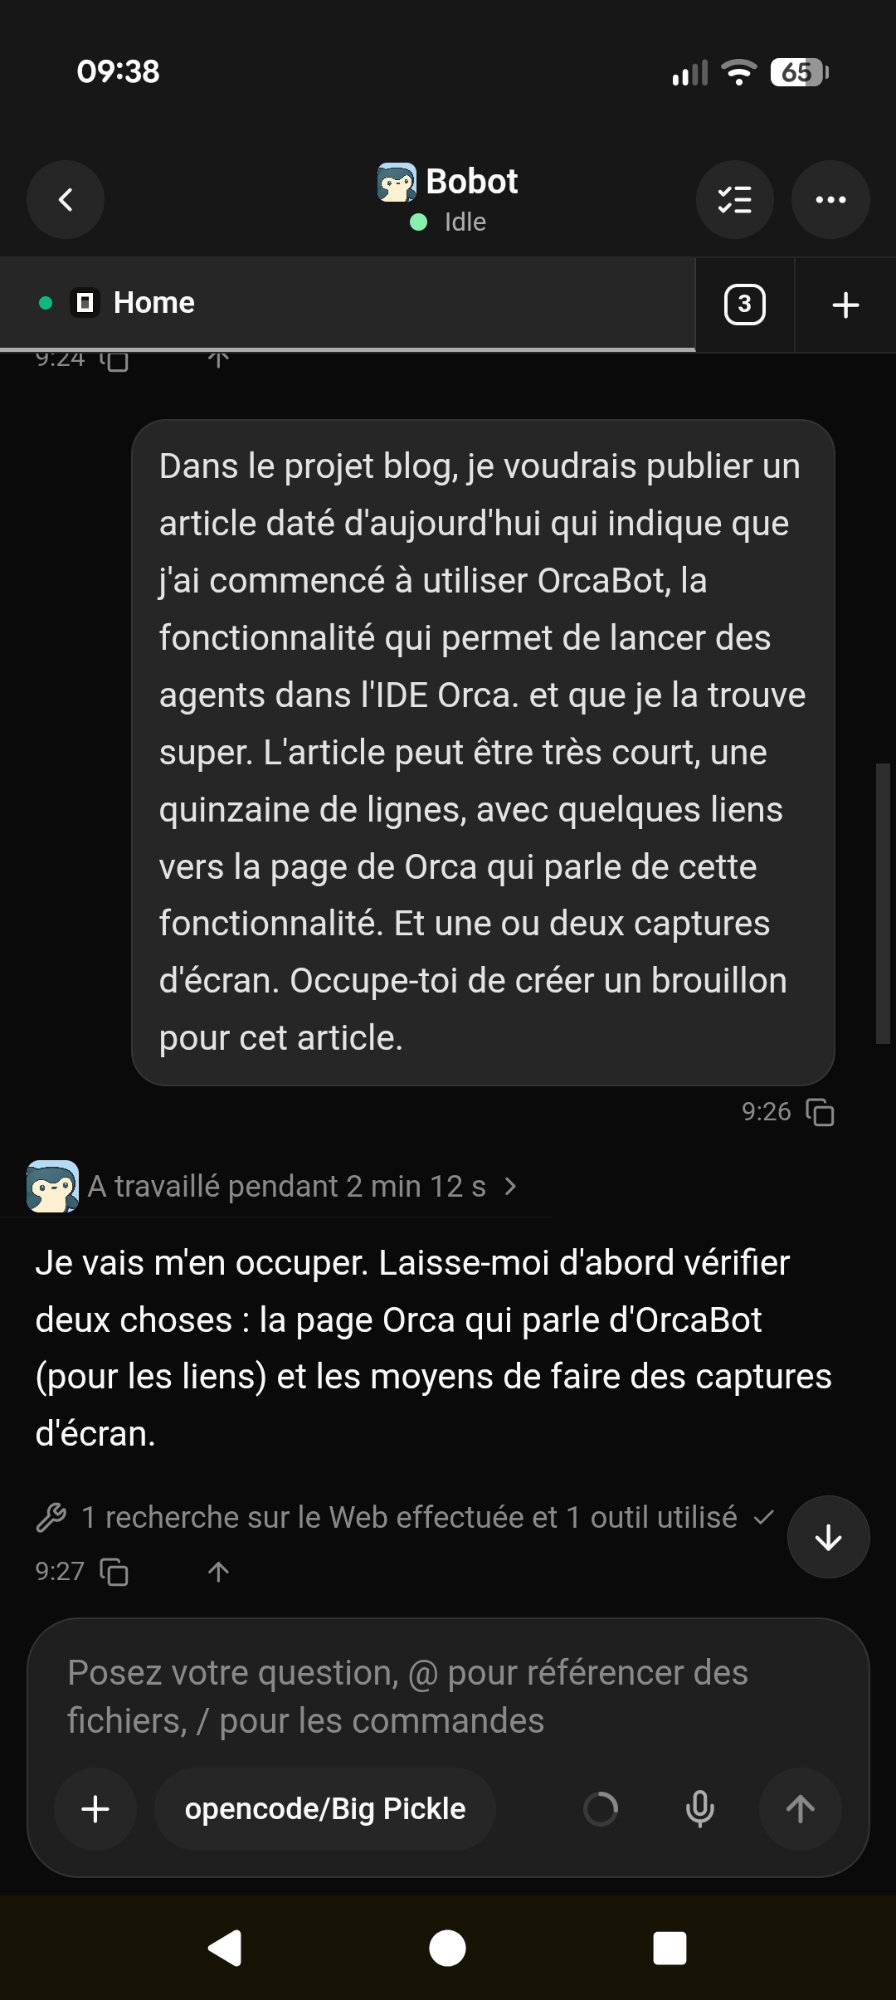 09:38
65
Bobot
Idle
Home
3
9:24
Dans le projet blog, je voudrais publier un
article daté d'aujourd'hui qui indique que
j'ai commencé à utiliser OrcaBot, la
fonctionnalité qui permet de lancer des
agents dans l'IDE Orca. et que je la trouve
super. L'article peut être très court, une
quinzaine de lignes, avec quelques liens
vers la page de Orca qui parle de cette
fonctionnalité. Et une ou deux captures
d'écran. Occupe-toi de créer un brouillon
pour cet article.
9:26
A travaillé pendant 2 min 12 s
Je vais m'en occuper. Laisse-moi d'abord vérifier
deux choses : la page Orca qui parle d'OrcaBot
(pour les liens) et les moyens de faire des captures
d'écran.
1 recherche sur le Web effectuée et 1 outil utilisé
9:27
Posez votre question, @ pour référencer des
fichiers, / pour les commandes
opencode/Big Pickle